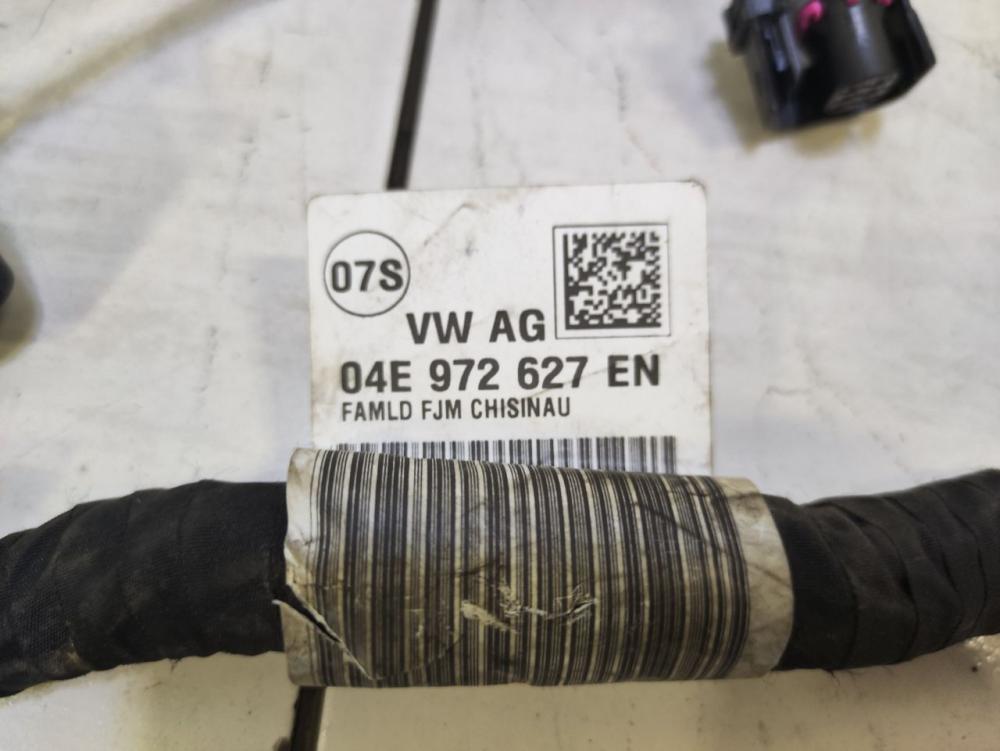 07S
VW AG
04E 972 627 EN
FAMLD FJM CHISINAU